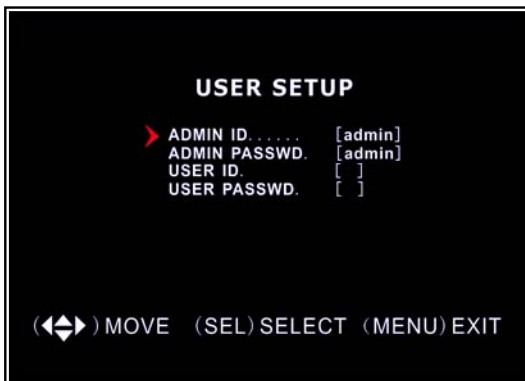 USER SETUP
ADMIN ID...... [admin]
ADMIN PASSWD. [admin]
USER ID. [ ]
USER PASSWD. [ ]
(◀◆▶) MOVE (SEL) SELECT (MENU) EXIT